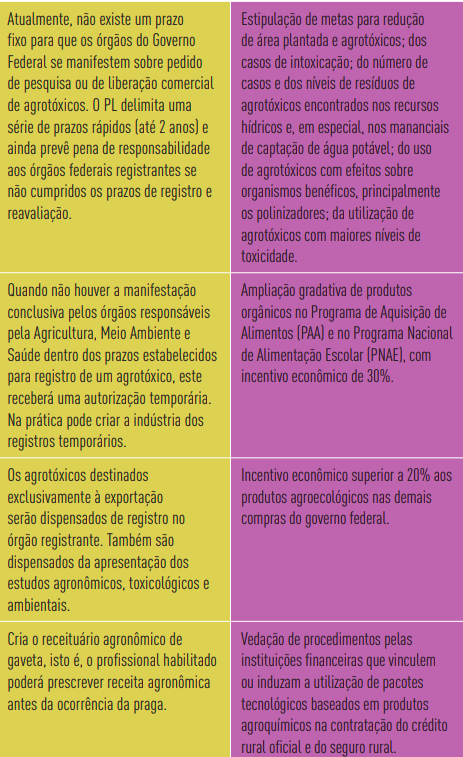 Atualmente, não existe um prazo
fixo para que os órgãos do Governo
Federal se manifestem sobre pedido
de pesquisa ou de liberação comercial
de agrotóxicos. O PL delimita uma
série de prazos rápidos (até 2 anos) e
ainda prevê pena de responsabilidade
aos órgãos federais registrantes se
não cumpridos os prazos de registro e
reavaliação.
Estipulação de metas para redução
de área plantada e agrotóxicos; dos
casos de intoxicação; do número de
casos e dos níveis de resíduos de
agrotóxicos encontrados nos recursos
hídricos e, em especial, nos mananciais
de captação de água potável; do uso
de agrotóxicos com efeitos sobre
organismos benéficos, principalmente
os polinizadores; da utilização de
agrotóxicos com maiores níveis de
toxicidade.
Quando não houver a manifestação
conclusiva pelos órgãos responsáveis
pela Agricultura, Meio Ambiente e
Saúde dentro dos prazos estabelecidos
para registro de um agrotóxico, este
receberá uma autorização temporária.
Na prática pode criar a indústria dos
registros temporários.
Ampliação gradativa de produtos
orgânicos no Programa de Aquisição de
Alimentos (PAA) e no Programa Nacional
de Alimentação Escolar (PNAE), com
incentivo econômico de 30%.
Os agrotóxicos destinados
exclusivamente à exportação
serão dispensados de registro no
órgão registrante. Também são
dispensados da apresentação dos
estudos agronômicos, toxicológicos e
ambientais.
Incentivo econômico superior a 20% aos
produtos agroecológicos nas demais
compras do governo federal.
Cria o receituário agronômico de
gaveta, isto é, o profissional habilitado
poderá prescrever receita agronômica
antes da ocorrência da praga.
Vedação de procedimentos pelas
instituições financeiras que vinculem
ou induzam a utilização de pacotes
tecnológicos baseados em produtos
agroquímicos na contratação do crédito
rural oficial e do seguro rural.